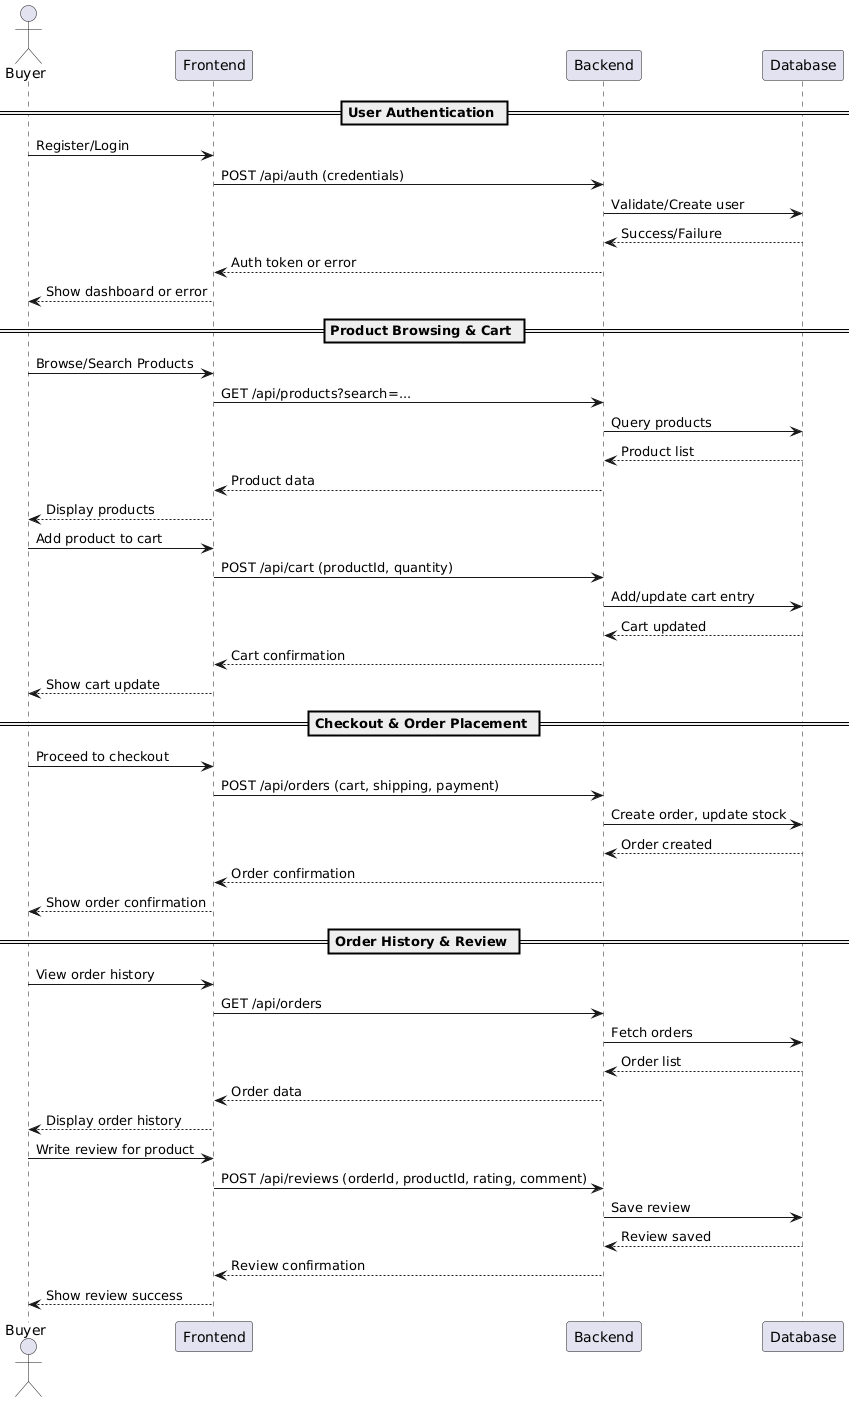 Buyer
Frontend
Backend
Database
User Authentication
Register/Login
POST /api/auth (credentials)
Validate/Create user
Success/Failure
Auth token or error
Show dashboard or error
Product Browsing & Cart
Browse/Search Products
GET /api/products?search=...
Query products
Product list
Product data
Display products
Add product to cart
POST /api/cart (productId, quantity)
Add/update cart entry
Cart updated
Cart confirmation
Show cart update
Checkout & Order Placement
Proceed to checkout
POST /api/orders (cart, shipping, payment)
Create order, update stock
Order created
Order confirmation
Show order confirmation
Order History & Review
View order history
GET /api/orders
Fetch orders
Order list
Order data
Display order history
Write review for product
POST /api/reviews (orderId, productId, rating, comment)
Save review
Review saved
Review confirmation
Show review success
Buyer
Frontend
Backend
Database